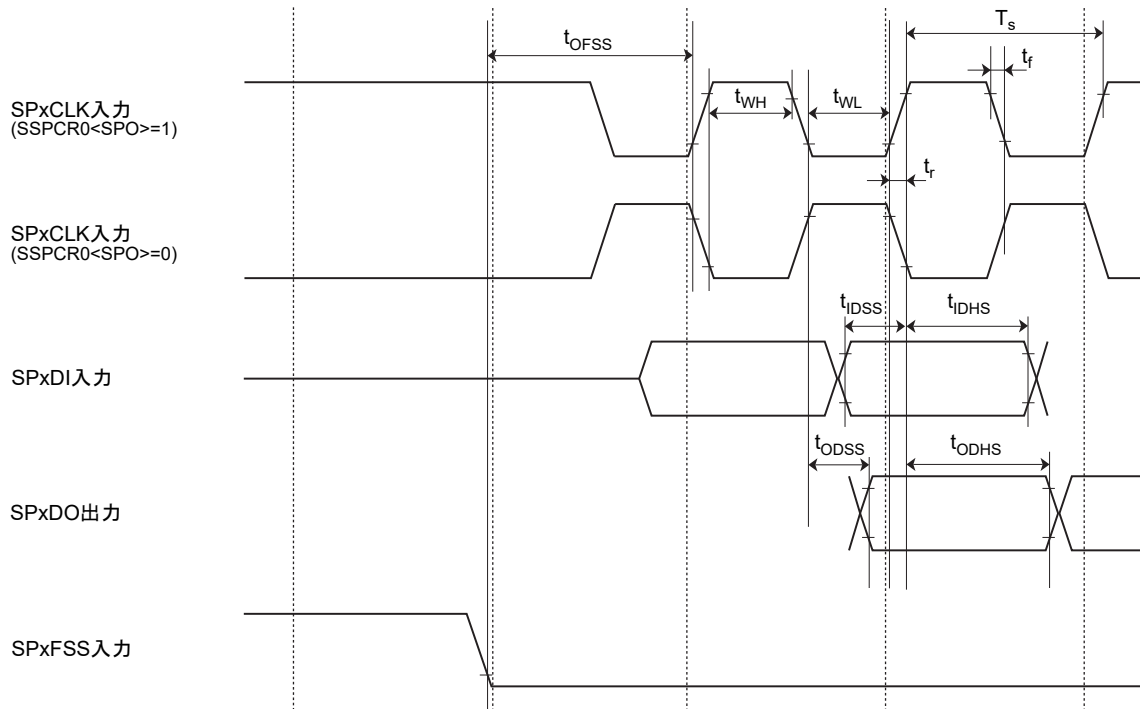 tOFSS
Ts
tf
SPxCLK入力
(SSPCR0<SPO>=1)
tWH
tWL
tr
SPxCLK入力
(SSPCR0<SPO>=0)
tIDSS
tIDHS
SPxDI入力
tODSS
tODHS
SPxDO出力
SPxFSS入力